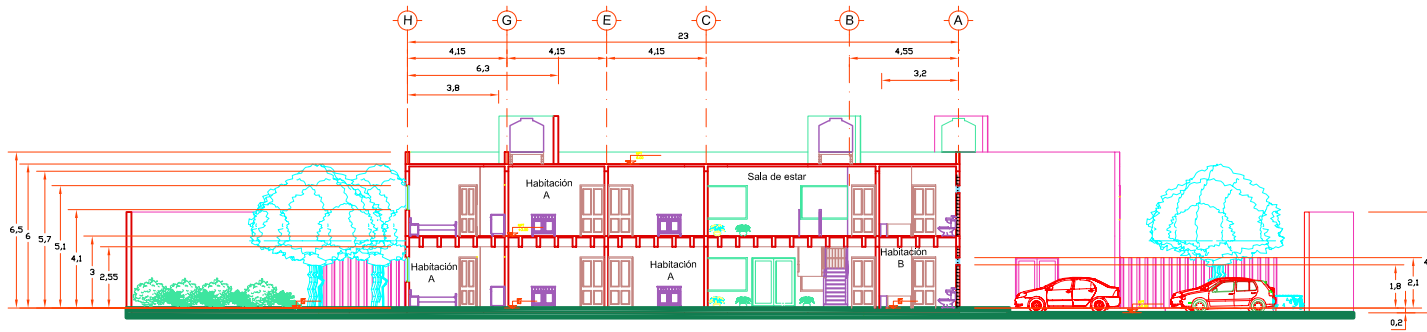 H G E C B A
23
4,15 4,15 4,15 4,55
6,3
3,8 3,2
Sala de estar
Habitación
A
Habitación
A
Habitación
A
Habitación
B
6,5 6 5,7 5,1 4,1 3 2,55
4
2,1
1,8
0,2